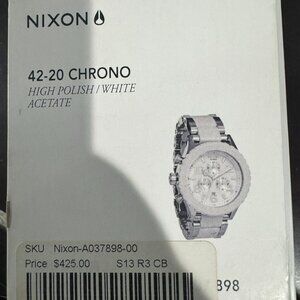 NIXON
42-20 CHRONO
HIGH POLISH / WHITE
ACETATE
SKU Nixon-A037898-00
Price $425.00 S13 R3 CB
898